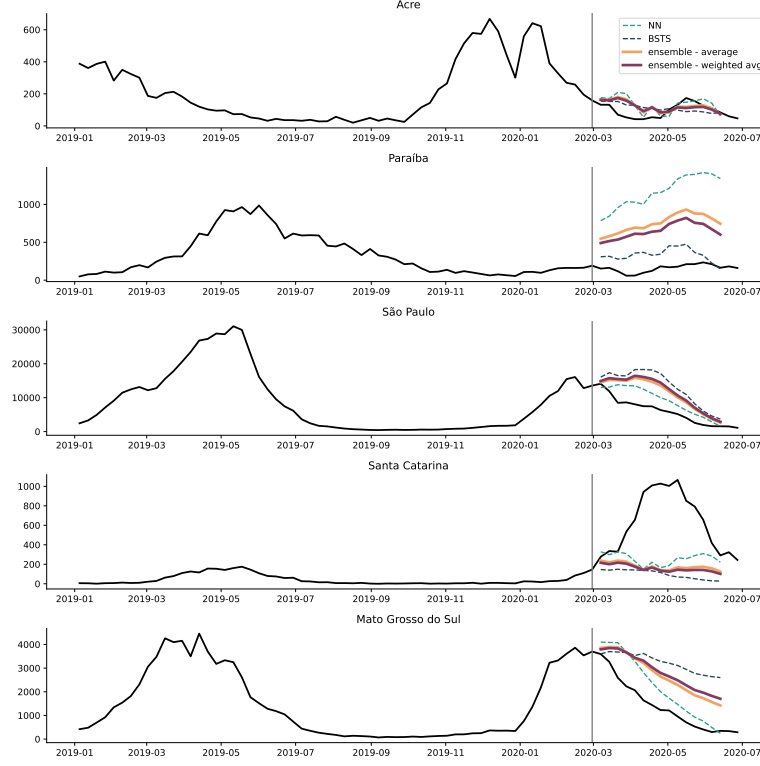 Acre
600
400
200
0
2019-01 2019-03 2019-05 2019-07 2019-09 2019-11 2020-01 2020-03 2020-05 2020-07
NN
BSTS
ensemble - average
ensemble - weighted avg
Paraíba
1000
500
0
2019-01 2019-03 2019-05 2019-07 2019-09 2019-11 2020-01 2020-03 2020-05 2020-07
São Paulo
30000
20000
10000
0
2019-01 2019-03 2019-05 2019-07 2019-09 2019-11 2020-01 2020-03 2020-05 2020-07
Santa Catarina
1000
800
600
400
200
0
2019-01 2019-03 2019-05 2019-07 2019-09 2019-11 2020-01 2020-03 2020-05 2020-07
Mato Grosso do Sul
4000
3000
2000
1000
0
2019-01 2019-03 2019-05 2019-07 2019-09 2019-11 2020-01 2020-03 2020-05 2020-07